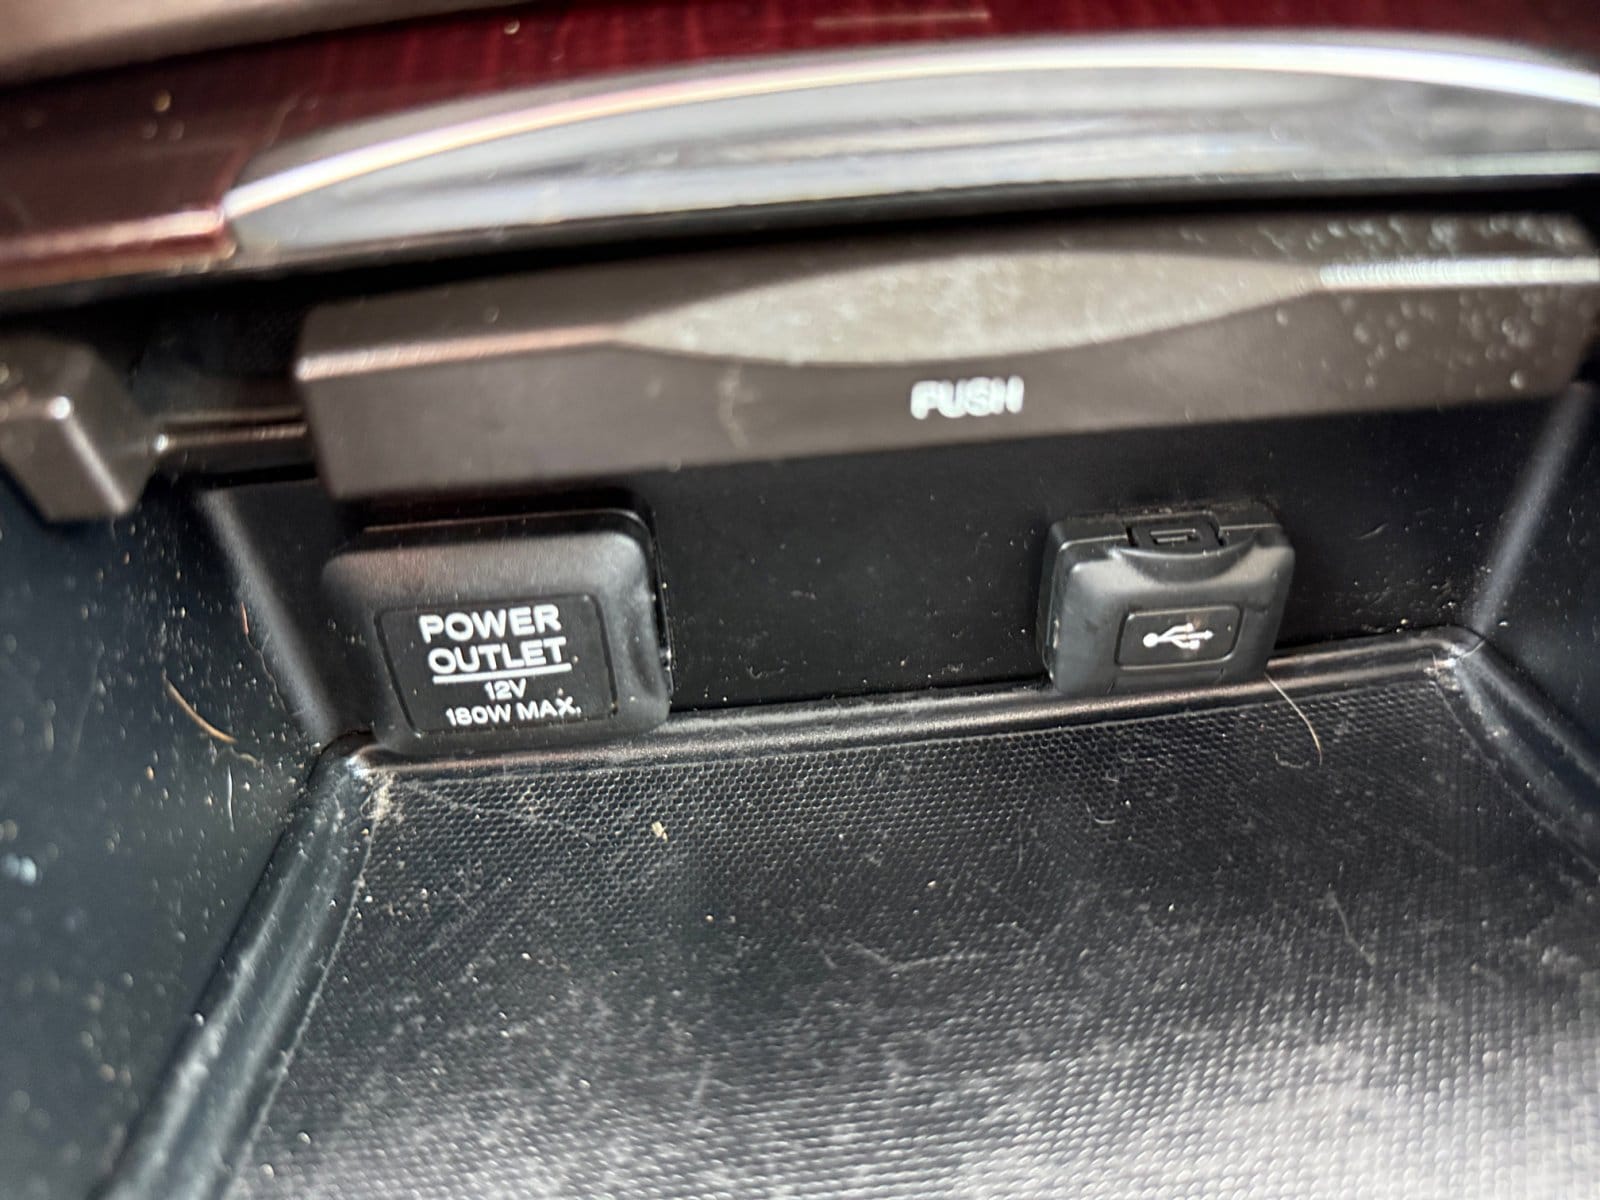 PUSH
POWER
OUTLET
12V
180W MAX.